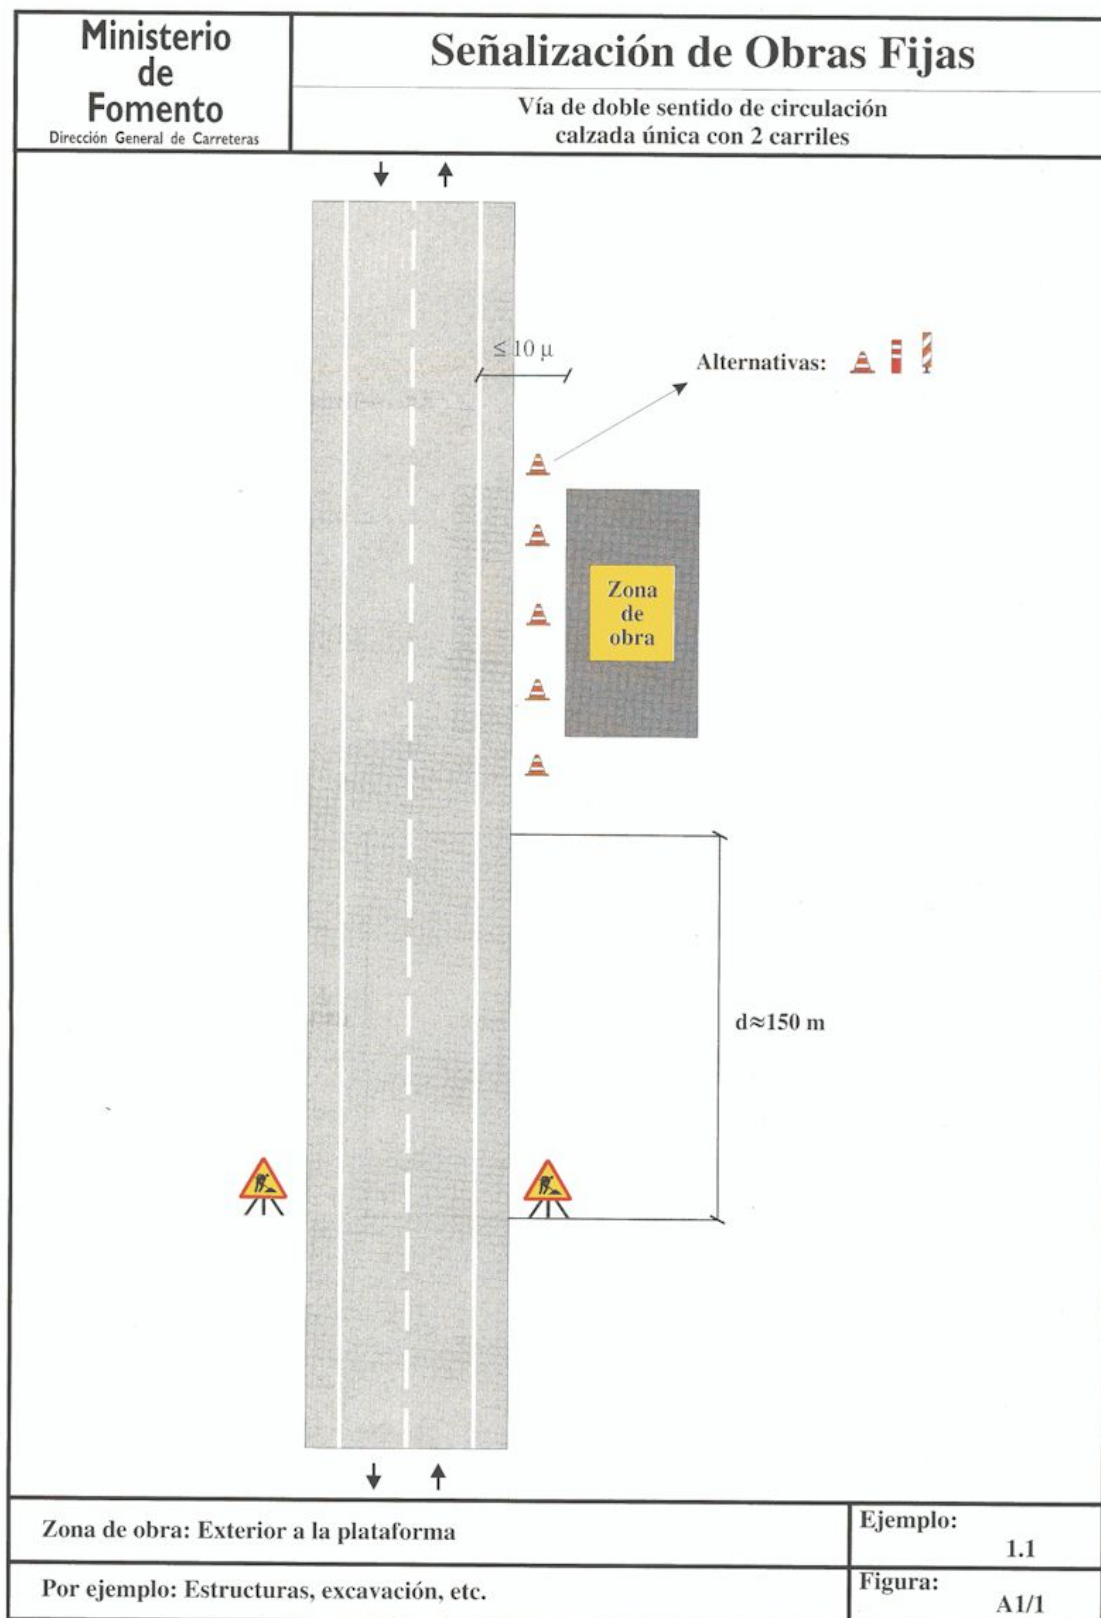 Ministerio
de
Fomento
Dirección General de Carreteras
Señalización de Obras Fijas
Vía de doble sentido de circulación
calzada única con 2 carriles
≤ 10 μ
Alternativas:
Zona
de
obra
d≈150 m
Zona de obra: Exterior a la plataforma
Ejemplo:
1.1
Por ejemplo: Estructuras, excavación, etc.
Figura:
A1/1